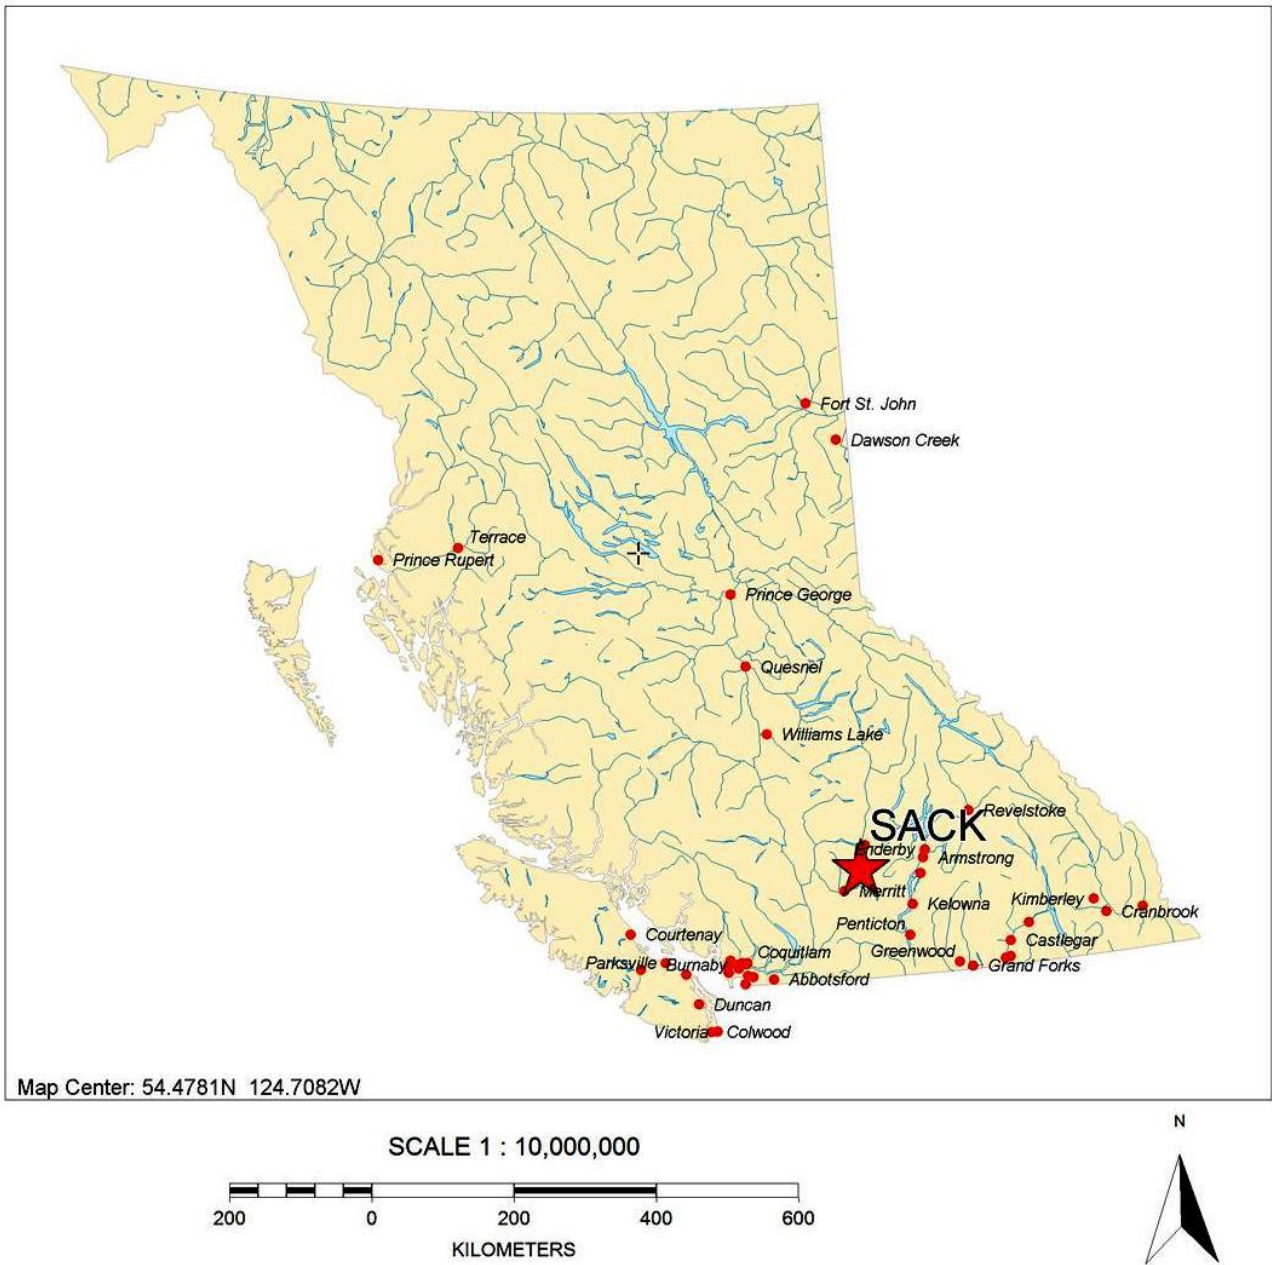 Fort St. John
Dawson Creek
Terrace
Prince Rupert
Prince George
Quesnel
Williams Lake
Revelstoke
SACK
Enderby
Armstrong
Merritt
Kimberley
Kelowna
Cranbrook
Penticton
Courtenay
Castlegar
Greenwood
Coquitlam
Parksville
Burnaby
Grand Forks
Abbotsford
Duncan
Victoria
Colwood
Map Center: 54.4781N 124.7082W
N
SCALE 1 : 10,000,000
200 0 200 400 600
KILOMETERS